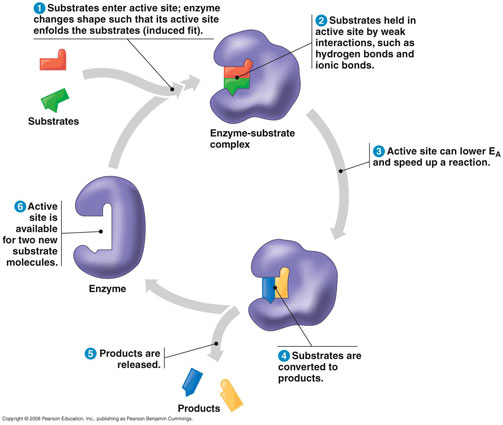 1 Substrates enter active site; enzyme
changes shape such that its active site
enfolds the substrates (induced fit).
2 Substrates held in
active site by weak
interactions, such as
hydrogen bonds and
ionic bonds.
Substrates
Enzyme-substrate
complex
3 Active site can lower EA
and speed up a reaction.
6 Active
site is
available
for two new
substrate
molecules.
Enzyme
5 Products are
released.
4 Substrates are
converted to
products.
Products
Copyright © 2008 Pearson Education, Inc., publishing as Pearson Benjamin Cummings.